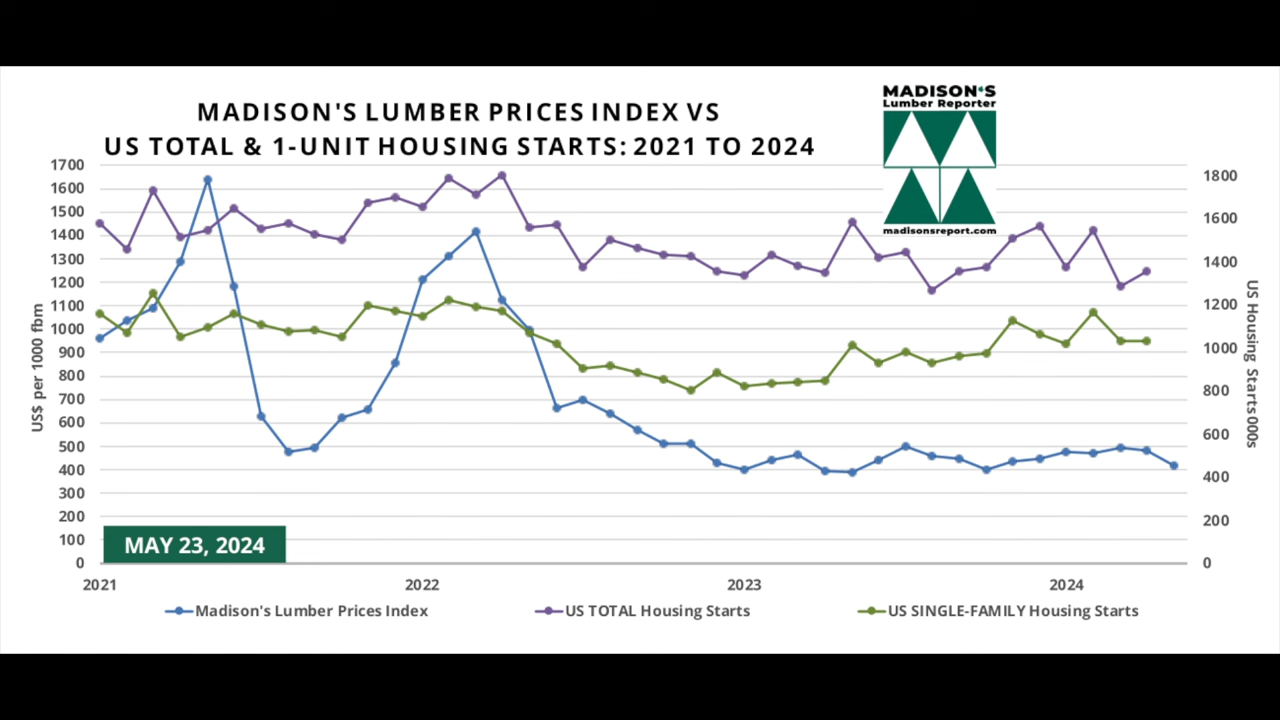 MADISON'S LUMBER PRICES INDEX VS
US TOTAL & 1-UNIT HOUSING STARTS: 2021 TO 2024
MADISON'S
Lumber Reporter
madisonsreport.com
US$ per 1000 fbm
1700
1600
1500
1400
1300
1200
1100
1000
900
800
700
600
500
400
300
200
100
0
1800
1600
1400
1200
1000
800
600
400
200
0
US Housing Starts 000s
MAY 23, 2024
2021 2022 2023 2024
Madison's Lumber Prices Index US TOTAL Housing Starts US SINGLE-FAMILY Housing Starts